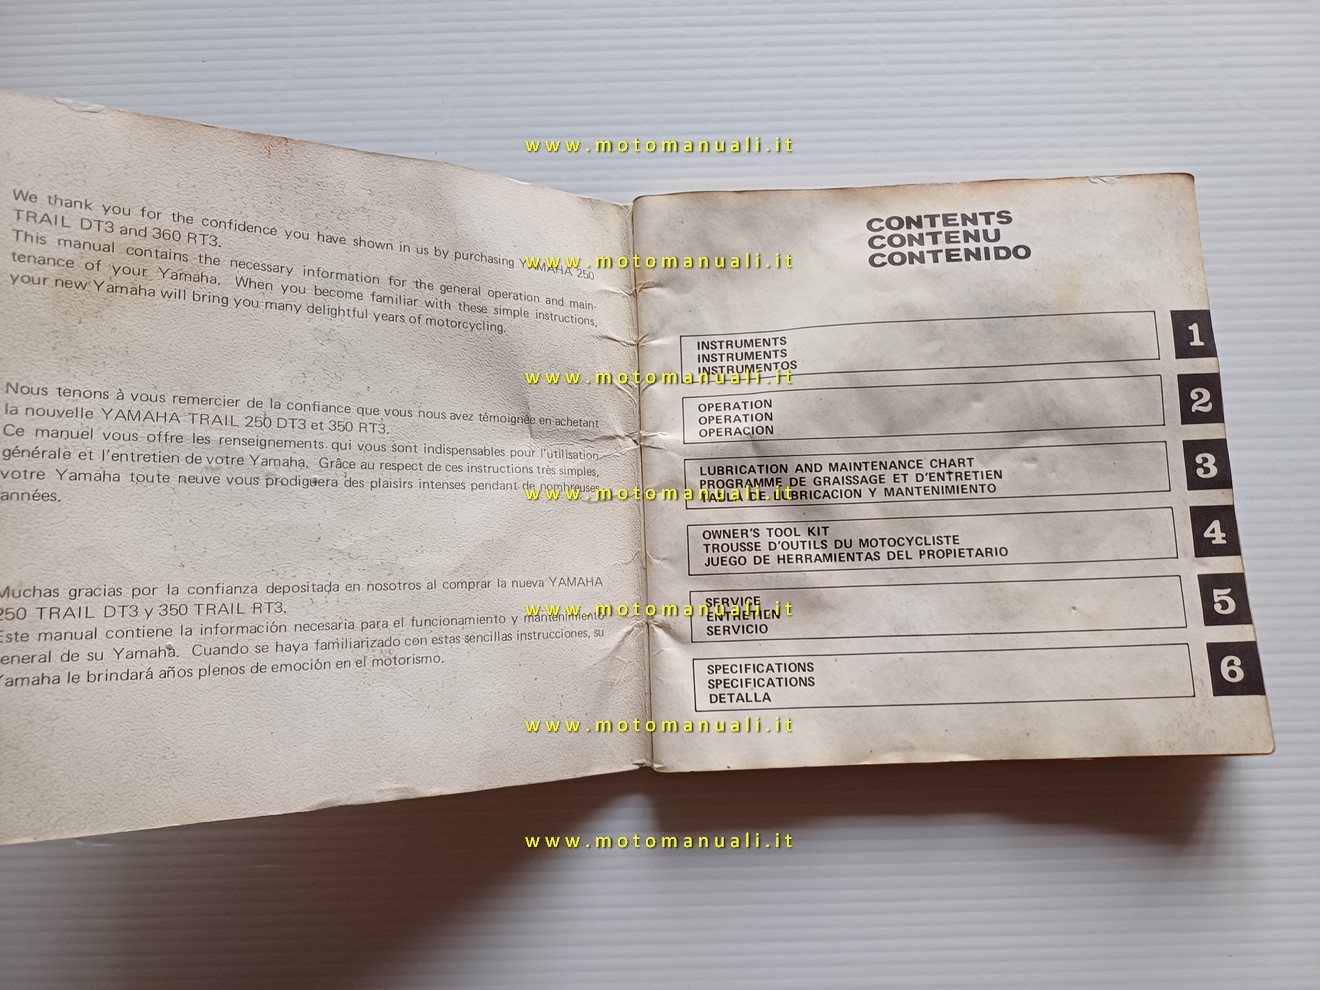 We thank you for the confidence you have shown in us by purchasing YAMAHA 250
TRAIL DT3 and 360 RT3.
This manual contains the necessary information for the general operation and main-
tenance of your Yamaha. When you become familiar with these simple instructions,
your new Yamaha will bring you many delightful years of motorcycling.
Nous tenons à vous remercier de la confiance que vous nous avez témoignée en achetant
la nouvelle YAMAHA TRAIL 250 DT3 et 350 RT3.
Ce manuel vous offre les renseignements qui vous sont indispensables pour l'utilisation
générale et l'entretien de votre Yamaha. Grâce au respect de ces instructions très simples,
votre Yamaha toute neuve vous prodiguera des plaisirs intenses pendant de nombreuses
années.
Muchas gracias por la confianza depositada en nosotros al comprar la nueva YAMAHA
250 TRAIL DT3 y 350 TRAIL RT3.
Este manual contiene la información necesaria para el funcionamiento y mantenimiento
eneral de su Yamaha. Cuando se haya familiarizado con estas sencillas instrucciones, su
Yamaha le brindará años plenos de emoción en el motorismo.
CONTENTS
CONTENU
CONTENIDO
INSTRUMENTS
INSTRUMENTS
INSTRUMENTOS
1
OPERATION
OPERATION
OPERACION
2
LUBRICATION AND MAINTENANCE CHART
PROGRAMME DE GRAISSAGE ET D'ENTRETIEN
TABLA DE LUBRICACION Y MANTENIMIENTO
3
OWNER'S TOOL KIT
TROUSSE D'OUTILS DU MOTOCYCLISTE
JUEGO DE HERRAMIENTAS DEL PROPIETARIO
4
SERVICE
ENTRETIEN
SERVICIO
5
SPECIFICATIONS
SPECIFICATIONS
DETALLA
6
www.motomanuali.it
www.motomanuali.it
www.motomanuali.it
www.motomanuali.it
www.motomanuali.it
www.motomanuali.it
www.motomanuali.it